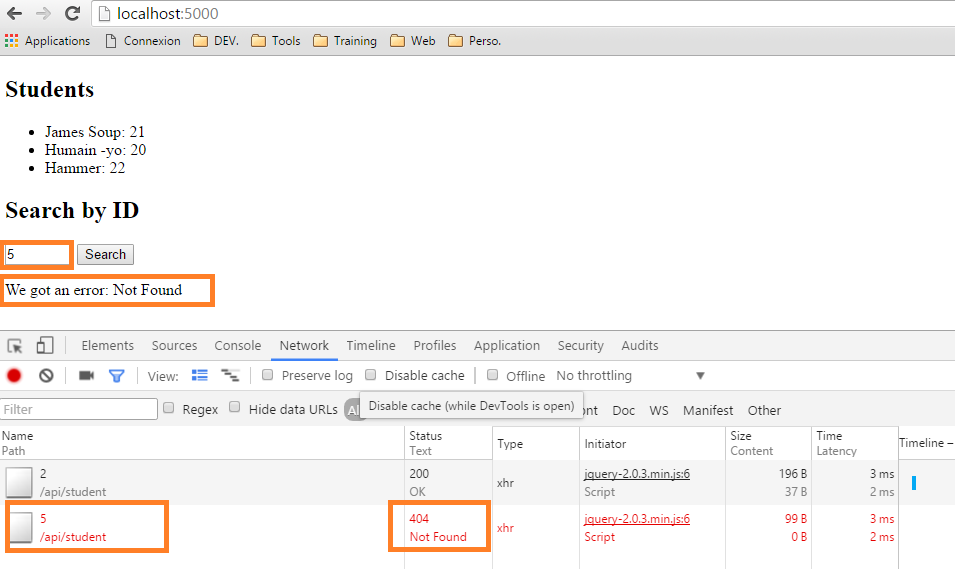 localhost:5000
Applications Connexion DEV. Tools Training Web Perso.
Students
James Soup: 21
Humain -yo: 20
Hammer: 22
Search by ID
5 Search
We got an error: Not Found
Elements Sources Console Network Timeline Profiles Application Security Audits
View: Preserve log Disable cache Offline No throttling
Filter Regex Hide data URLs Disable cache (while DevTools is open) Doc WS Manifest Other
Name Status Type Initiator Size Time Timeline –
Path Text Content Latency
2 200 xhr jquery-2.0.3.min.js:6 196 B 3 ms
/api/student OK Script 37 B 2 ms
5 404 xhr jquery-2.0.3.min.js:6 99 B 3 ms
/api/student Not Found Script 0 B 2 ms